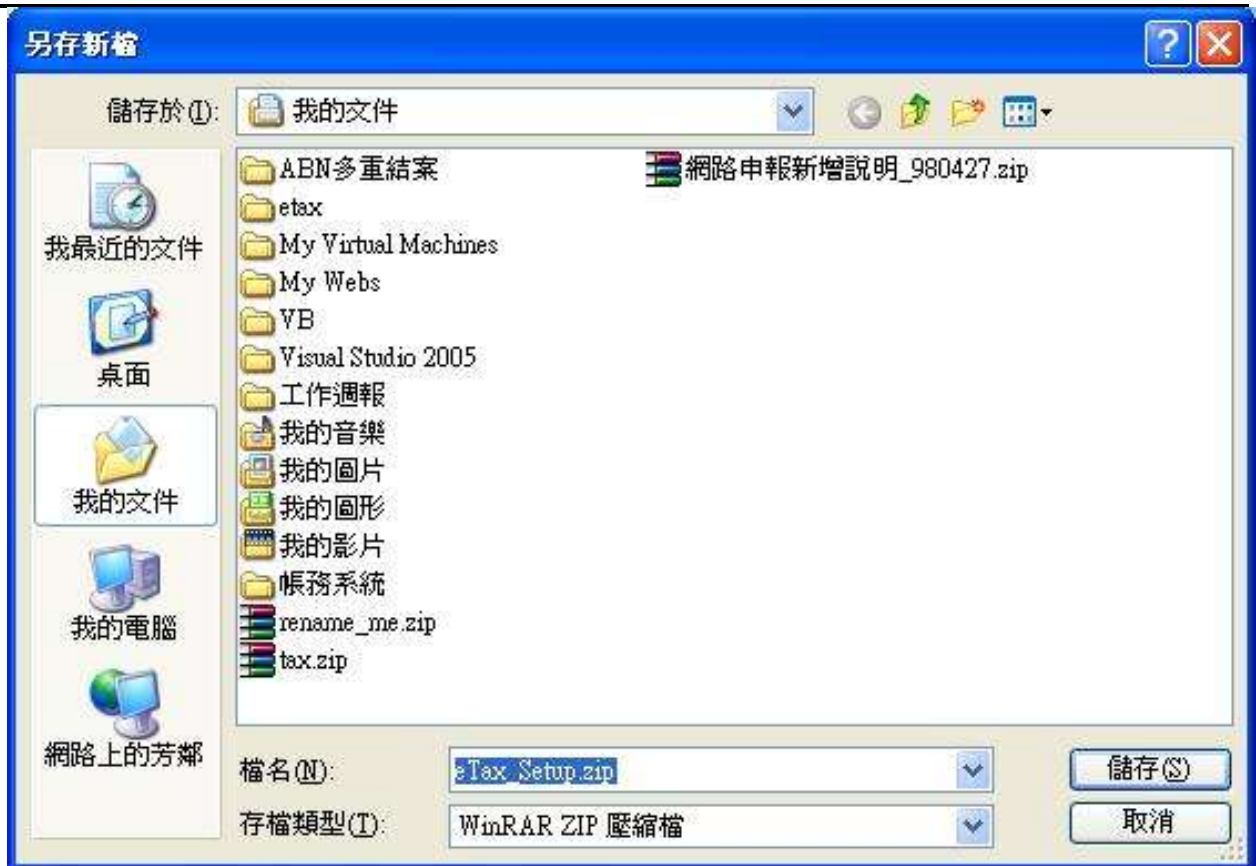 另存新檔
儲存於(I):
我的文件
我最近的文件
桌面
我的文件
我的電腦
網路上的芳鄰
ABN多重結案
etax
My Virtual Machines
My Webs
VB
Visual Studio 2005
工作週報
我的音樂
我的圖片
我的圖形
我的影片
帳務系統
rename_me.zip
tax.zip
網路申報新增說明_980427.zip
檔名(N):
eTax_Setup.zip
儲存(S)
存檔類型(T):
WinRAR ZIP 壓縮檔
取消